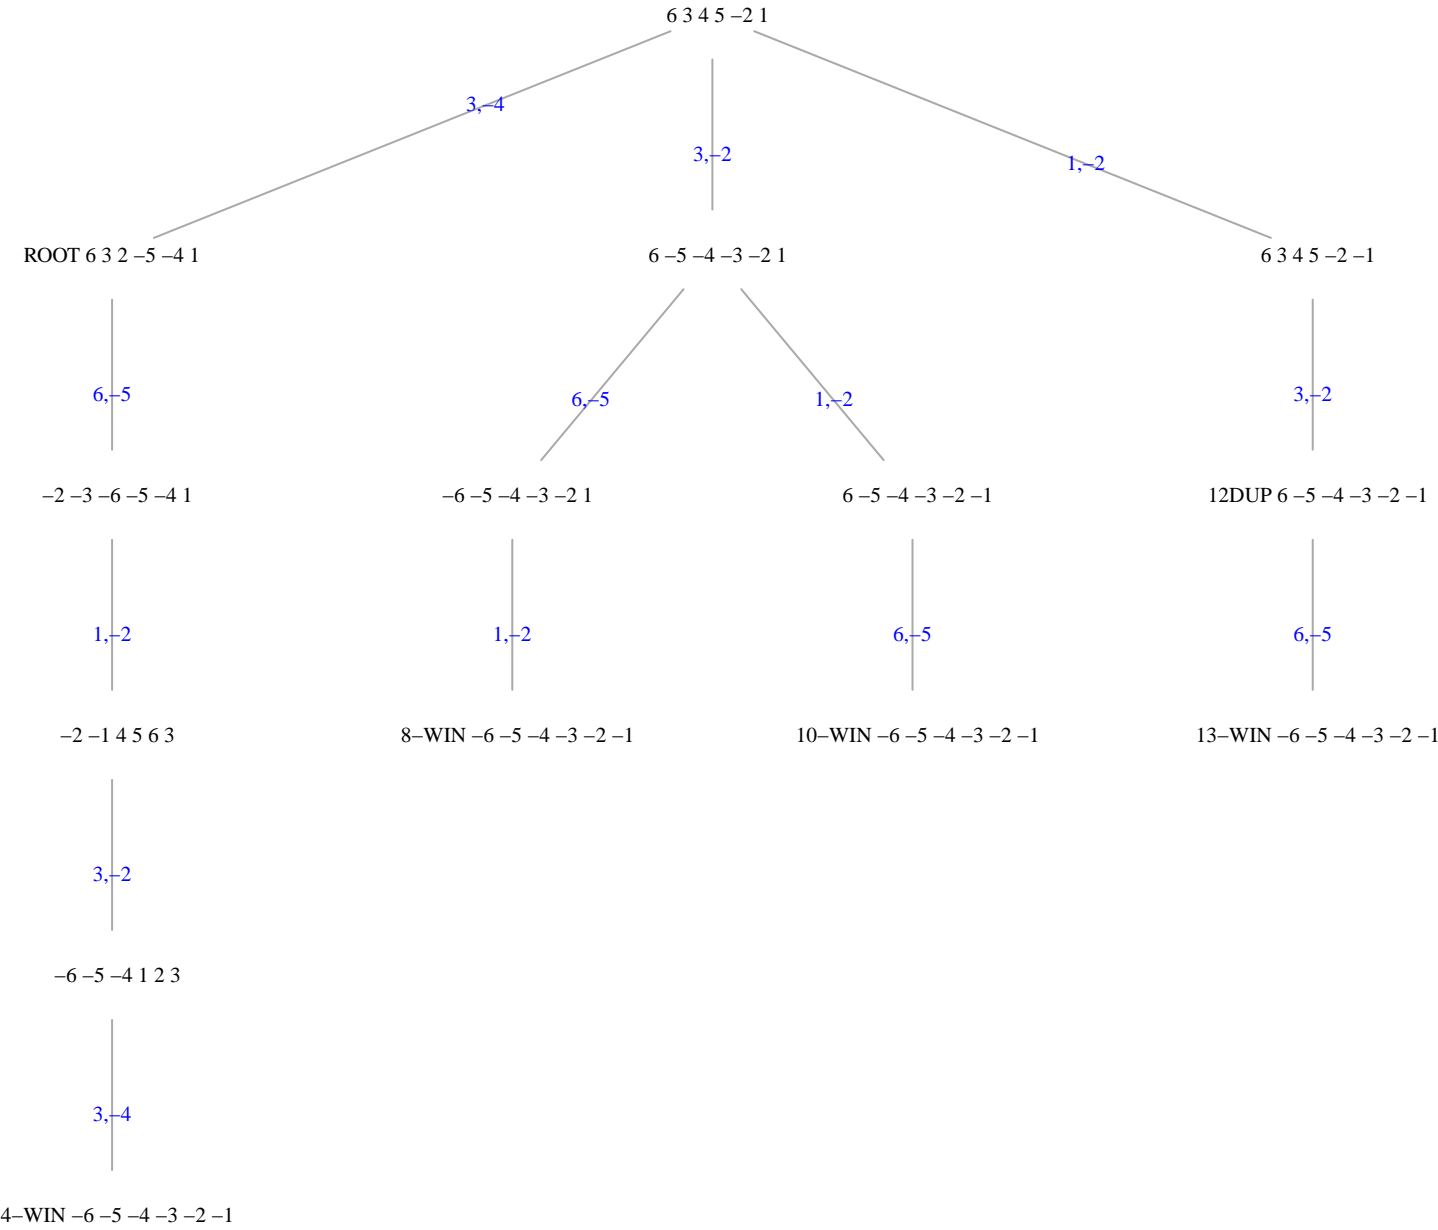 6 3 4 5 –2 1
3,–4
3,–2
1,–2
ROOT 6 3 2 –5 –4 1
6 –5 –4 –3 –2 1
6 3 4 5 –2 –1
6,–5
6,–5
1,–2
3,–2
–2 –3 –6 –5 –4 1
–6 –5 –4 –3 –2 1
6 –5 –4 –3 –2 –1
12DUP 6 –5 –4 –3 –2 –1
1,–2
1,–2
6,–5
6,–5
–2 –1 4 5 6 3
8–WIN –6 –5 –4 –3 –2 –1
10–WIN –6 –5 –4 –3 –2 –1
13–WIN –6 –5 –4 –3 –2 –1
3,–2
–6 –5 –4 1 2 3
3,–4
4–WIN –6 –5 –4 –3 –2 –1